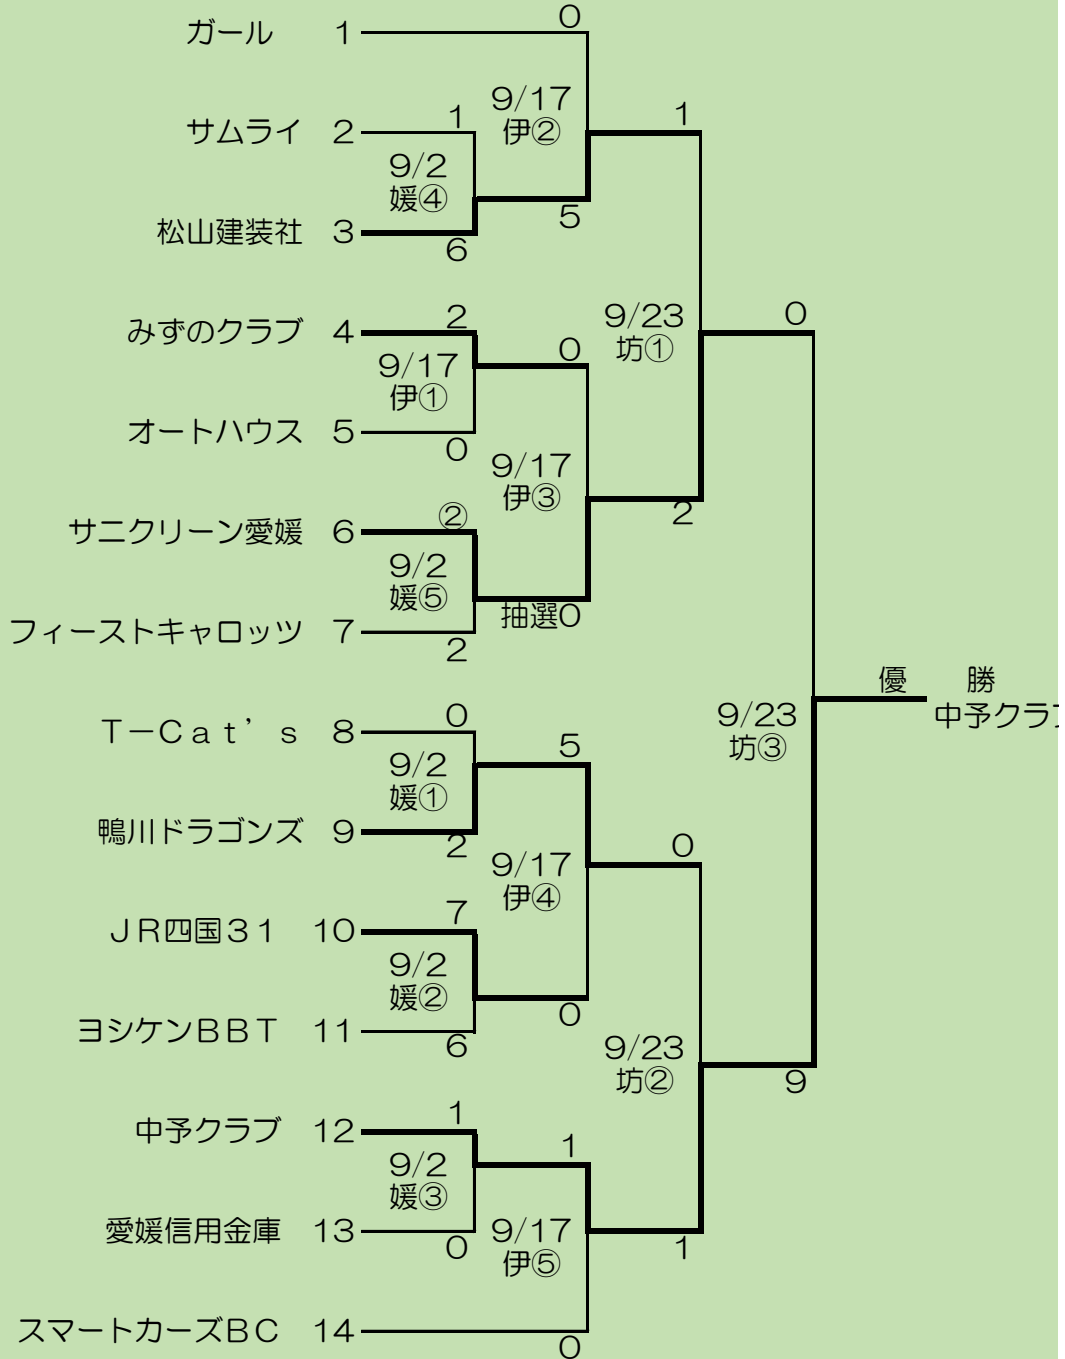 0
ガール 1
9/17
1
1
伊②
サムライ 2
9/2
媛④
5
松山建装社 3
6
2
0
9/23
みずのクラブ 4
0
坊①
9/17
伊①
オートハウス 5
0
9/17
伊③
②
2
サニクリーン愛媛 6
9/2
媛⑤
抽選0
フィーストキャロッツ 7
2
優 勝
0
9/23
中予クラ
T－Cat’s 8
5
坊③
9/2
媛①
鴨川ドラゴンズ 9
2
0
9/17
伊④
7
JR四国31 10
9/2
媛②
0
ヨシケンBBT 11
6
9/23
坊②
9
1
中予クラブ 12
1
9/2
媛③
愛媛信用金庫 13
0
9/17
1
伊⑤
スマートカーズBC 14
0